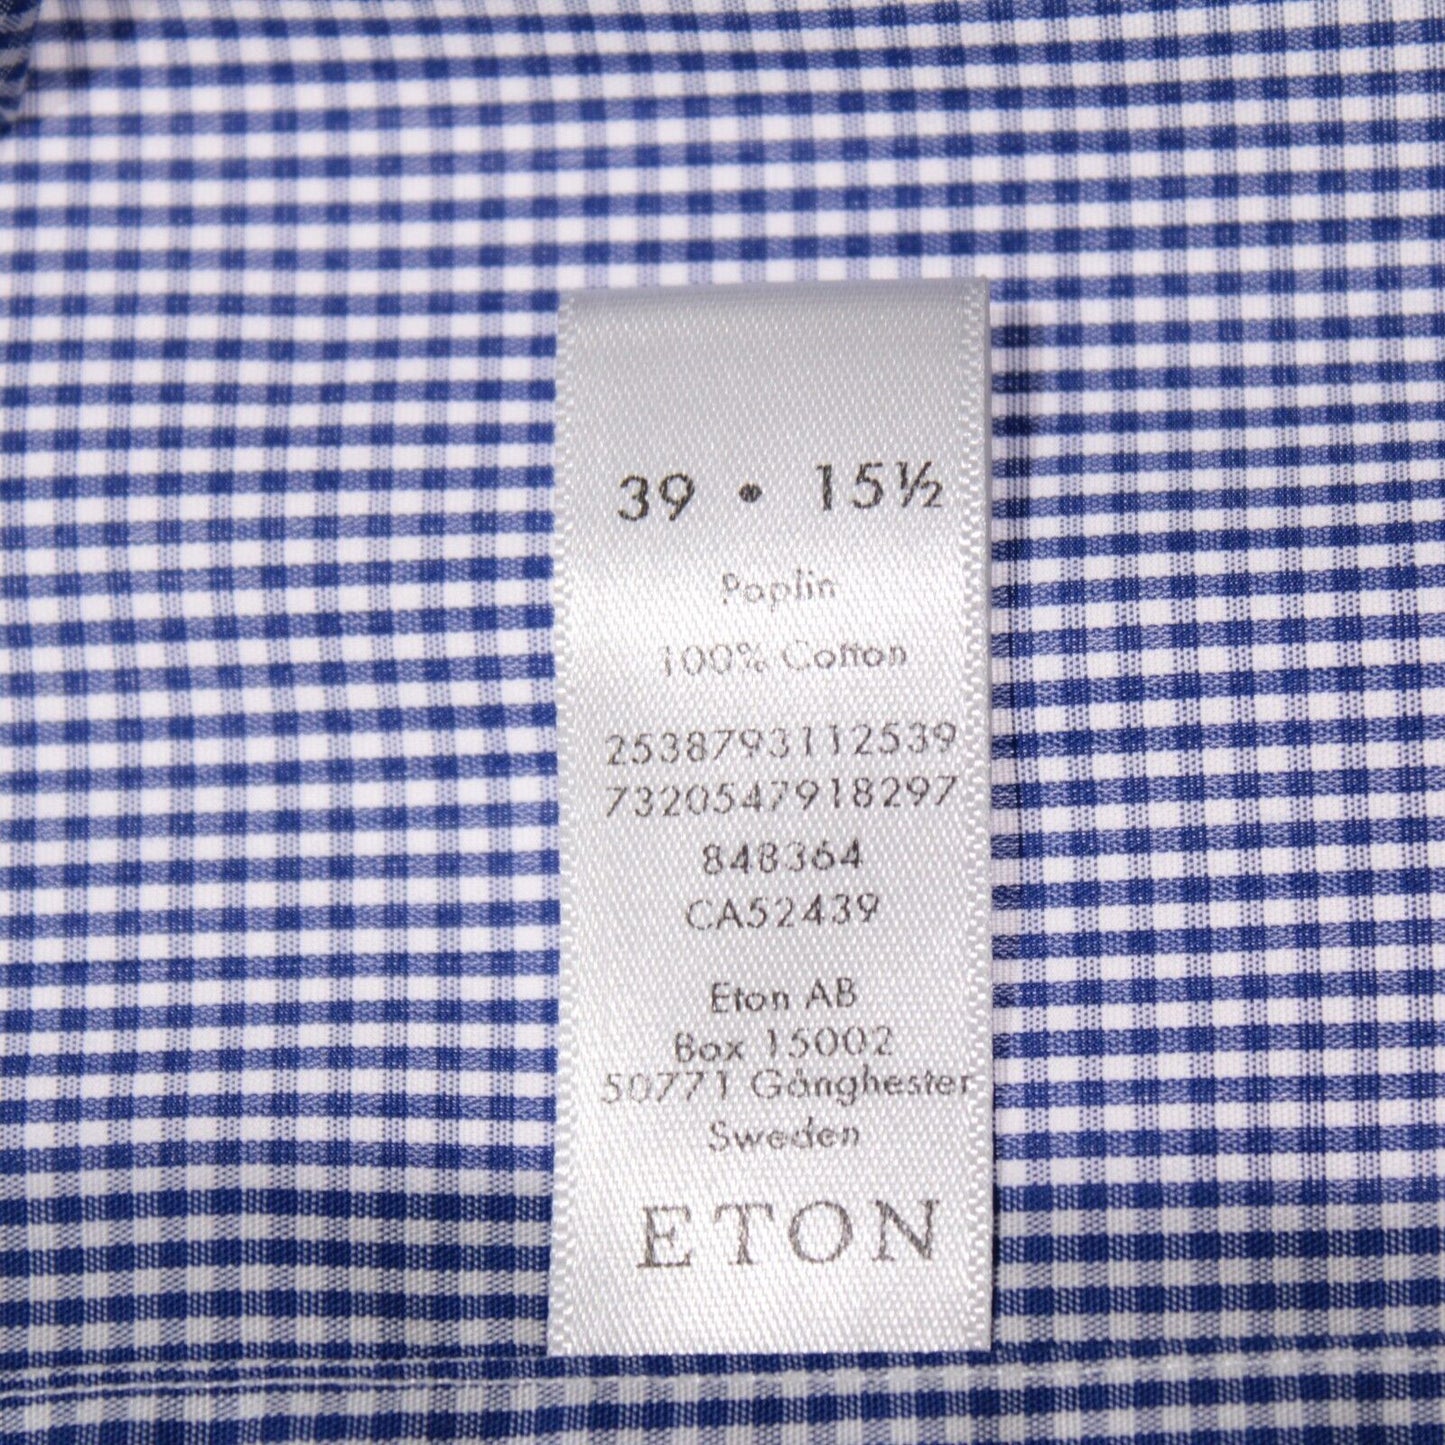 39 • 15½
Poplin
100% Cotton
2538793112539
7320547918297
848364
CA52439
Eton AB
Box 15002
50771 Gånghester
Sweden
ETON